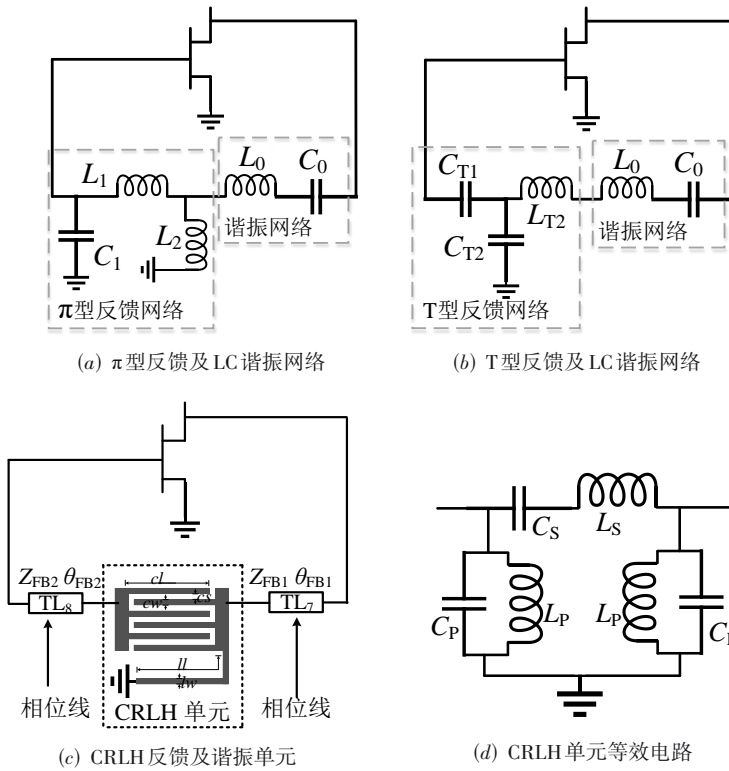 L0
C0
L1
L2
C1
谐振网络
π型反馈网络
(a) π型反馈及LC谐振网络
CT1
L0
C0
LT2
CT2
谐振网络
T型反馈网络
(b) T型反馈及LC谐振网络
ZFB2 θFB2
TL8
cl
cw
cs
ll
lw
ZFB1 θFB1
TL7
相位线
CRLH 单元
相位线
(c) CRLH反馈及谐振单元
CS
LS
CP
LP
LP
(d) CRLH单元等效电路